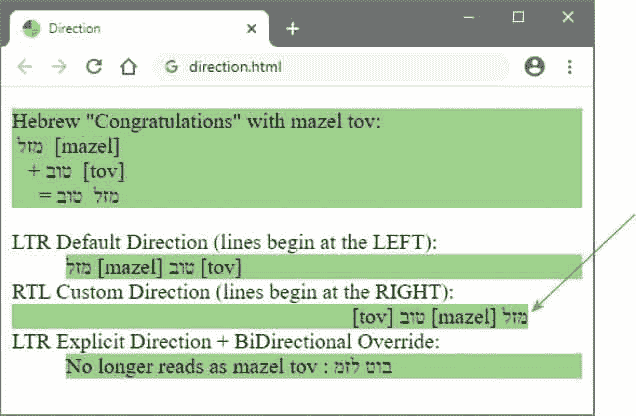 Direction
direction.html
Hebrew "Congratulations" with mazel tov:
מזל [mazel]
+ טוב [tov]
= מזל טוב
LTR Default Direction (lines begin at the LEFT):
מזל [mazel] טוב [tov]
RTL Custom Direction (lines begin at the RIGHT):
מזל [mazel] טוב [tov]
LTR Explicit Direction + BiDirectional Override:
No longer reads as mazel tov : בוט לזמ